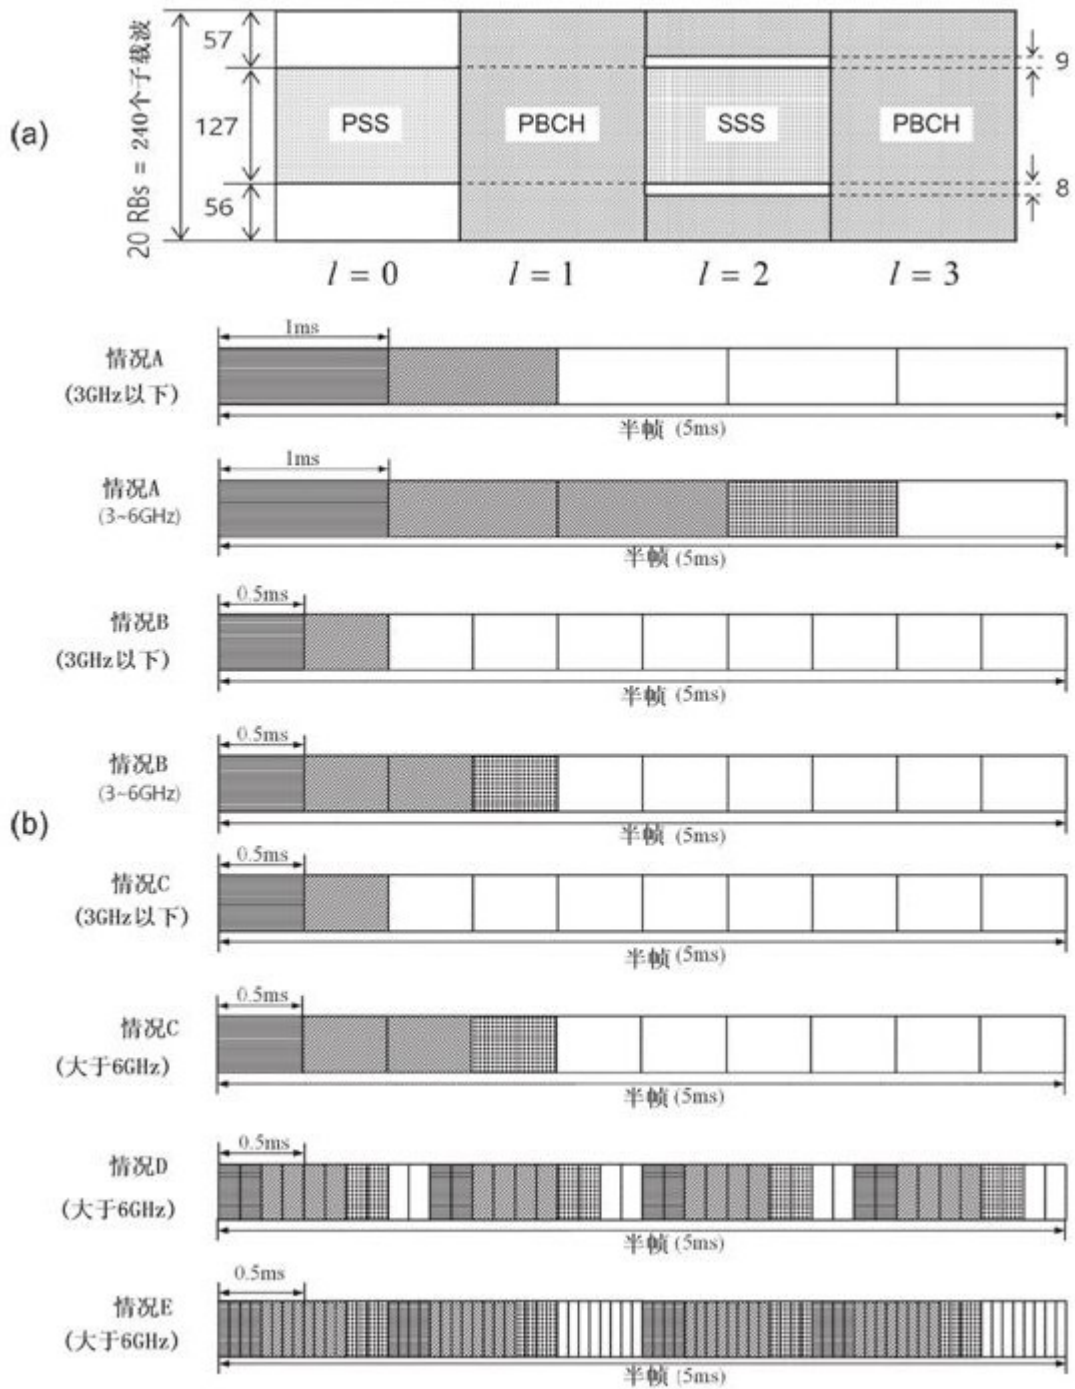 (a)
20 RBs = 240个子载波
57
127
56
PSS
PBCH
SSS
PBCH
9
8
l = 0
l = 1
l = 2
l = 3
(b)
1ms
情况A
(3GHz以下)
半帧 (5ms)
1ms
情况A
(3~6GHz)
半帧 (5ms)
0.5ms
情况B
(3GHz以下)
半帧 (5ms)
0.5ms
情况B
(3~6GHz)
半帧 (5ms)
0.5ms
情况C
(3GHz以下)
半帧 (5ms)
0.5ms
情况C
(大于6GHz)
半帧 (5ms)
0.5ms
情况D
(大于6GHz)
半帧 (5ms)
0.5ms
情况E
(大于6GHz)
半帧 (5ms)